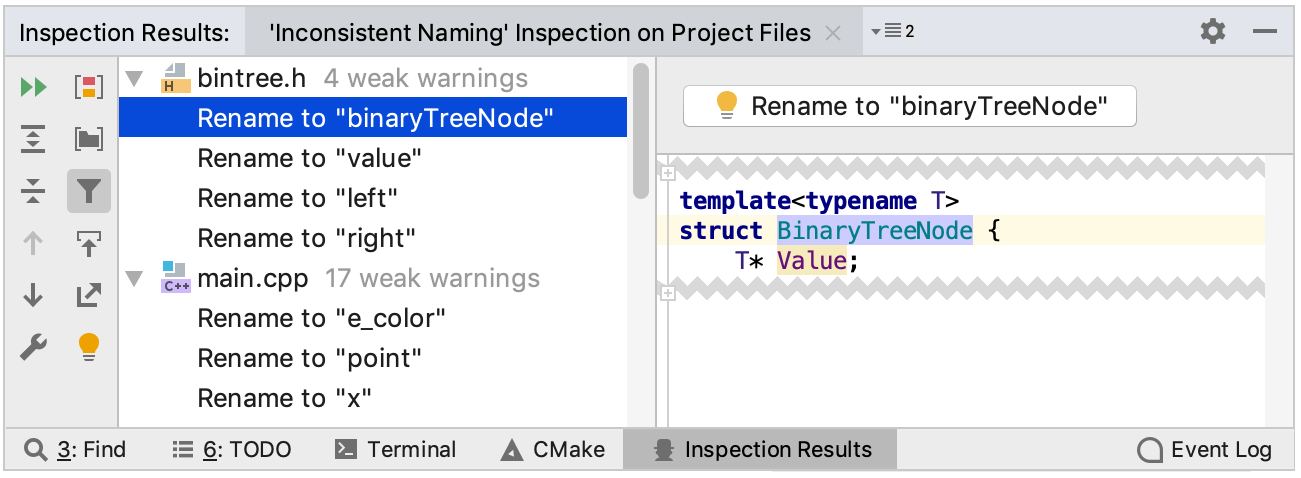 Inspection Results: 'Inconsistent Naming' Inspection on Project Files 2
bintree.h 4 weak warnings
Rename to "binaryTreeNode"
Rename to "value"
Rename to "left"
Rename to "right"
main.cpp 17 weak warnings
Rename to "e_color"
Rename to "point"
Rename to "x"
Rename to "binaryTreeNode"
template<typename T>
struct BinaryTreeNode {
T* Value;
3: Find 6: TODO Terminal CMake Inspection Results Event Log
H
C++